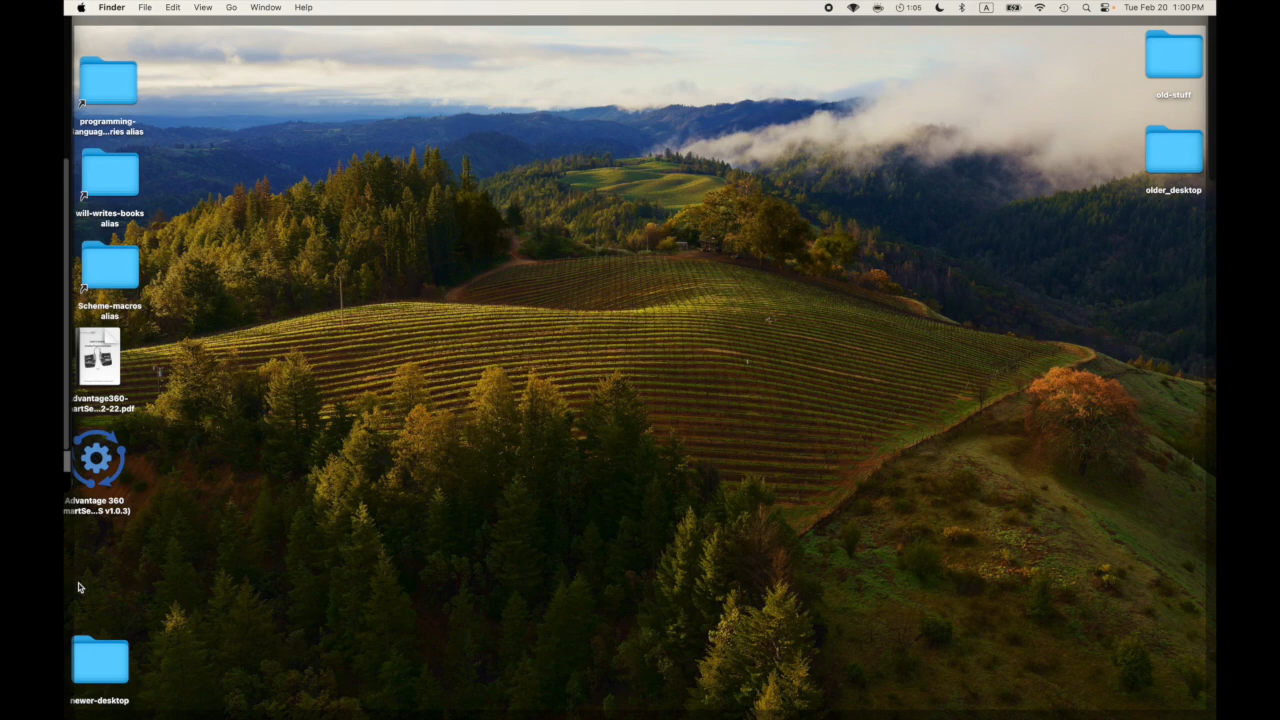 Finder File Edit View Go Window Help 1:05 A Tue Feb 20 1:00 PM
programming-
languag...ries alias
will-writes-books
alias
Scheme-macros
alias
dvantage360-
artSe...2-22.pdf
Advantage 360
martSe...S v1.0.3)
newer-desktop
old-stuff
older_desktop